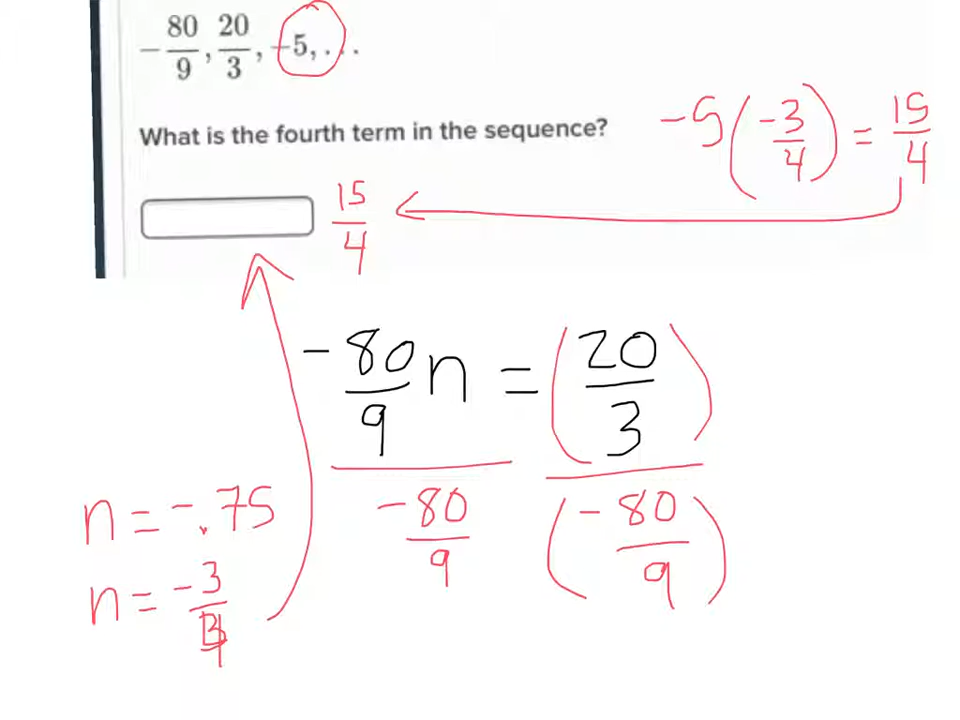 -80/9, 20/3, -5, ...
What is the fourth term in the sequence?
-5(-3/4) = 15/4
15/4
-80/9 n = (20/3)
-80/9 (-80/9)
n = -.75
n = -3/4